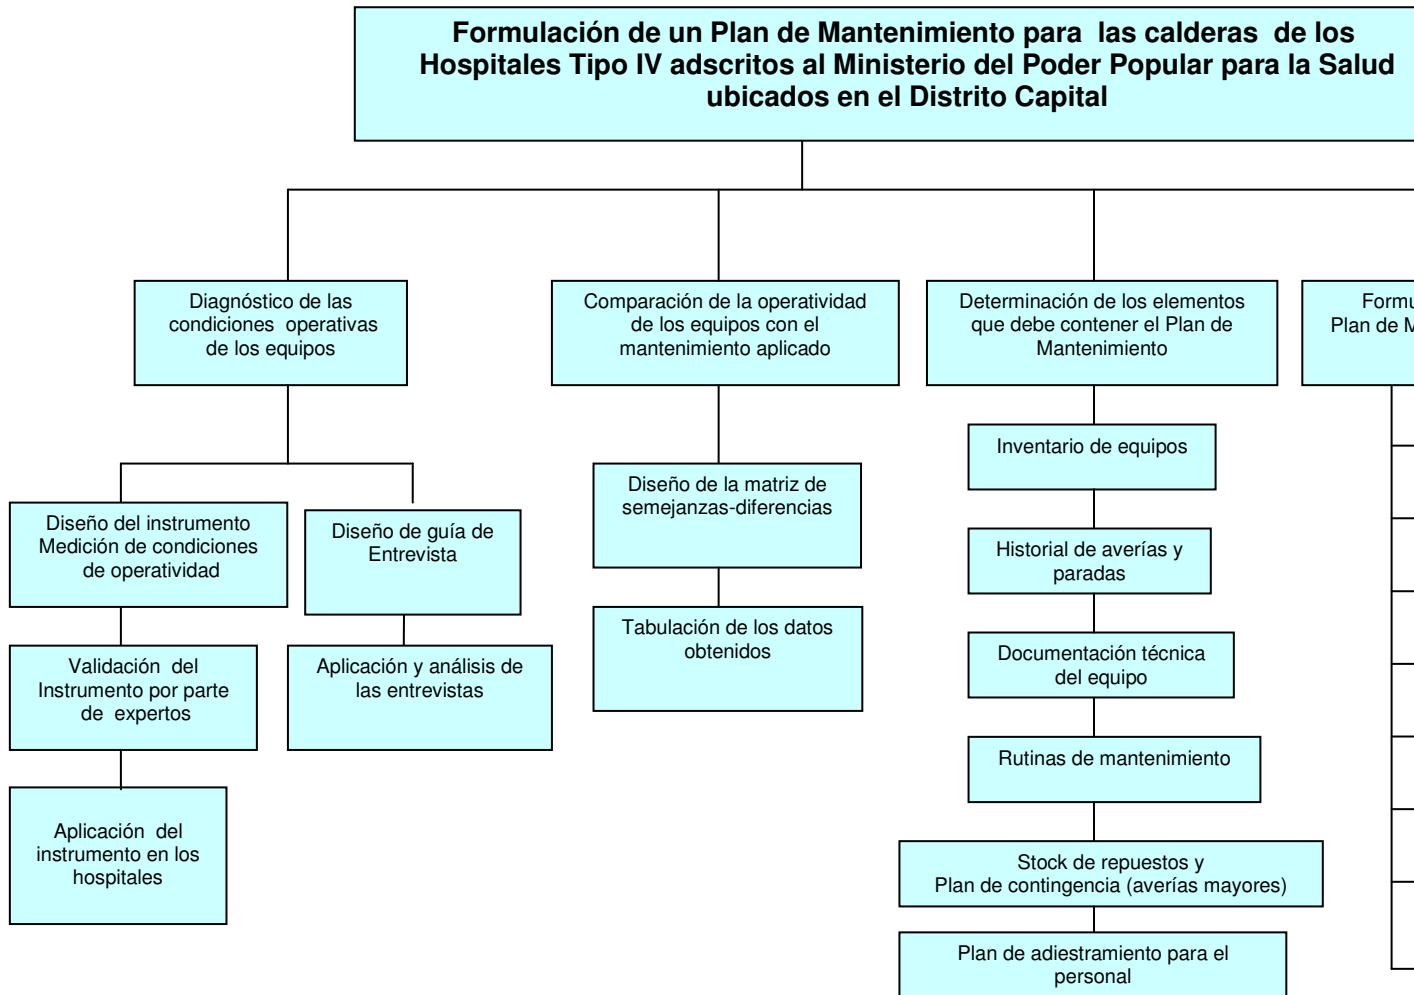 Formulación de un Plan de Mantenimiento para las calderas de los
Hospitales Tipo IV adscritos al Ministerio del Poder Popular para la Salud
ubicados en el Distrito Capital
Diagnóstico de las
condiciones operativas
de los equipos
Comparación de la operatividad
de los equipos con el
mantenimiento aplicado
Determinación de los elementos
que debe contener el Plan de
Mantenimiento
Formu
Plan de M
Diseño del instrumento
Medición de condiciones
de operatividad
Diseño de guía de
Entrevista
Validación del
Instrumento por parte
de expertos
Aplicación y análisis de
las entrevistas
Aplicación del
instrumento en los
hospitales
Diseño de la matriz de
semejanzas-diferencias
Tabulación de los datos
obtenidos
Inventario de equipos
Historial de averías y
paradas
Documentación técnica
del equipo
Rutinas de mantenimiento
Stock de repuestos y
Plan de contingencia (averías mayores)
Plan de adiestramiento para el
personal